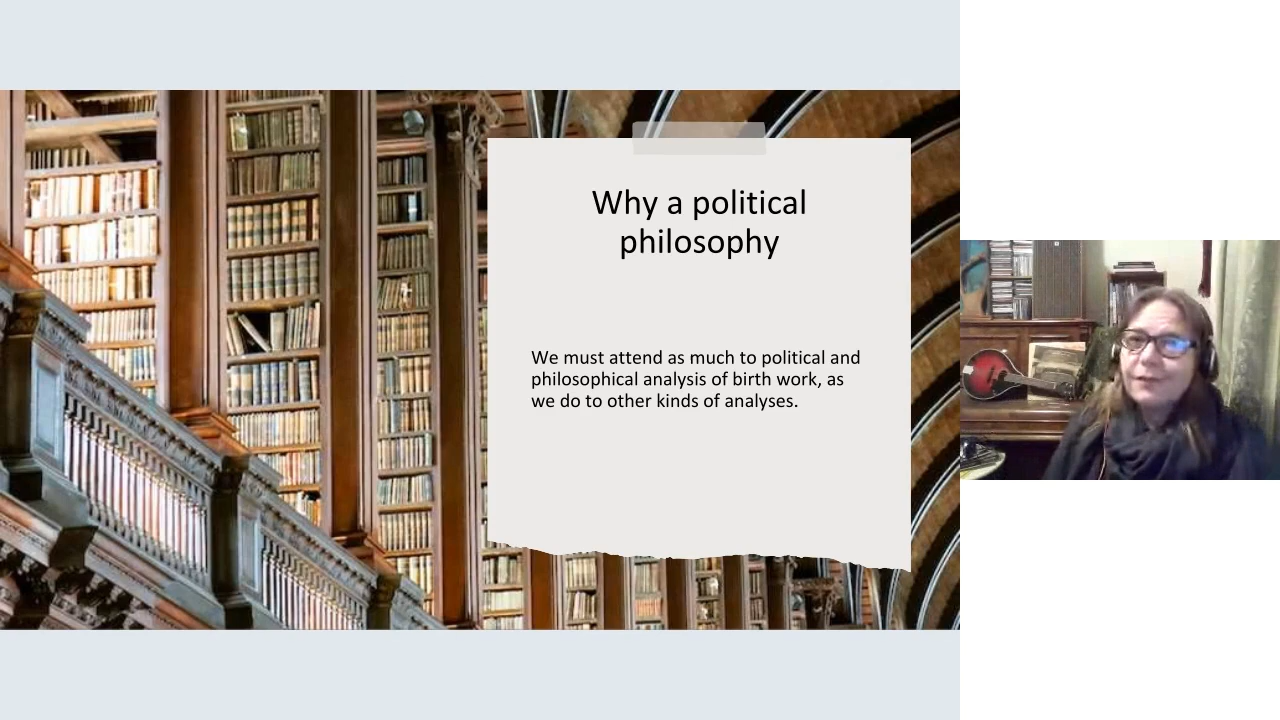 Why a political
philosophy
We must attend as much to political and
philosophical analysis of birth work, as
we do to other kinds of analyses.